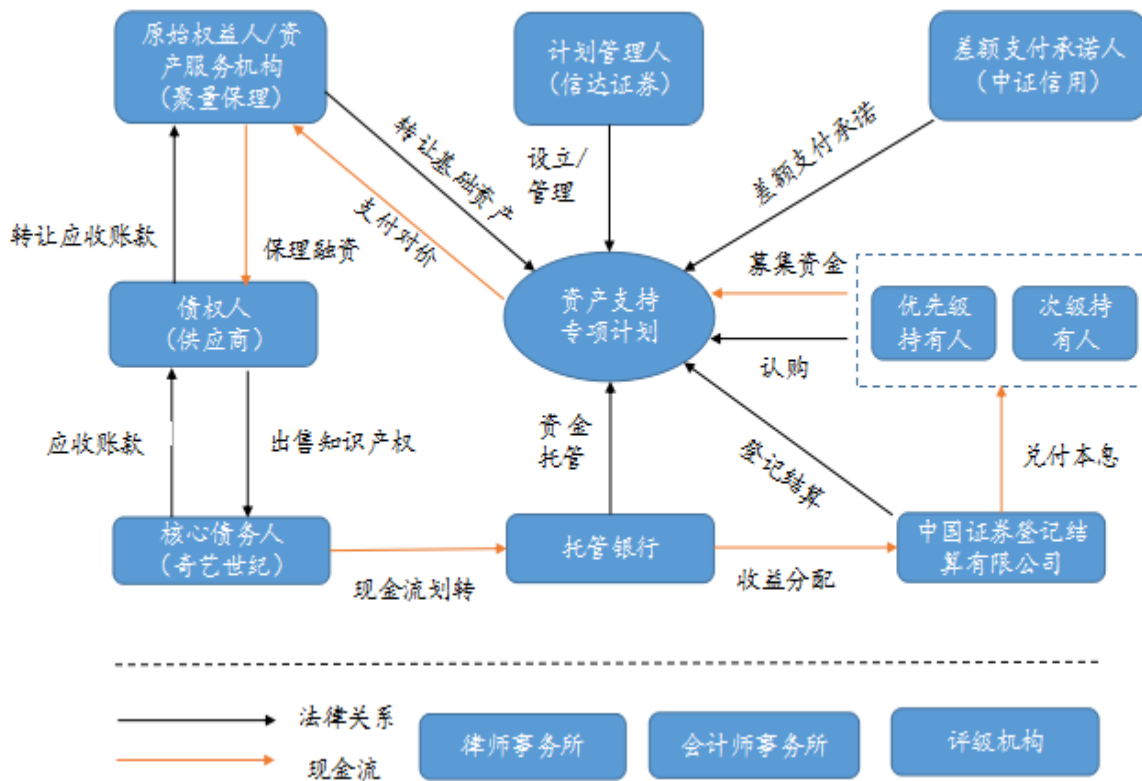 原始权益人/资
产服务机构
（聚量保理）
计划管理人
（信达证券）
差额支付承诺人
（中证信用）
转让基础资产
支付对价
设立/
管理
差额支付承诺
转让应收账款
保理融资
募集资金
债权人
（供应商）
资产支持
专项计划
优先级
持有人
次级持
有人
认购
应收账款
出售知识产权
资金
托管
登记结算
兑付本息
核心债务人
（奇艺世纪）
托管银行
中国证券登记结
算有限公司
现金流划转
收益分配
法律关系
现金流
律师事务所
会计师事务所
评级机构